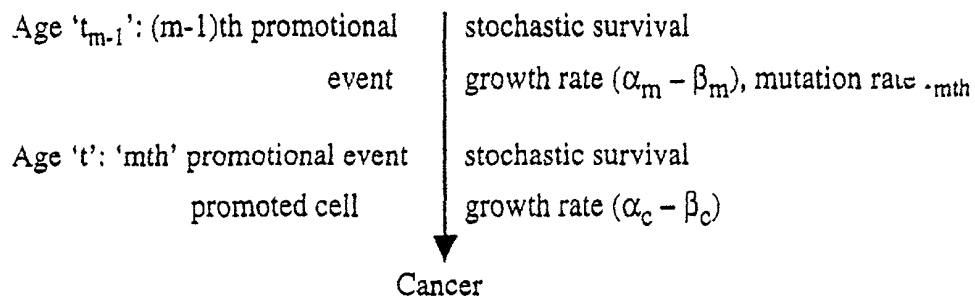 Age ‘t_{m-1}’: (m-1)th promotional
event
stochastic survival
growth rate (α_m – β_m), mutation rate ._{mth}
Age ‘t’: ‘mth’ promotional event
promoted cell
stochastic survival
growth rate (α_c – β_c)
Cancer